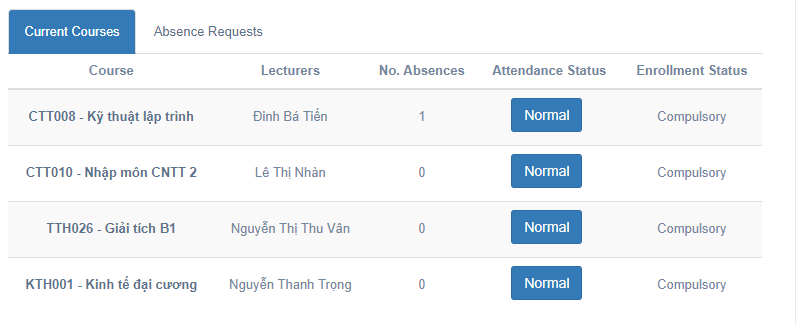 Current Courses Absence Requests
Course Lecturers No. Absences Attendance Status Enrollment Status
CTT008 - Kỹ thuật lập trình Đinh Bá Tiến 1 Normal Compulsory
CTT010 - Nhập môn CNTT 2 Lê Thị Nhàn 0 Normal Compulsory
TTH026 - Giải tích B1 Nguyễn Thị Thu Vân 0 Normal Compulsory
KTH001 - Kinh tế đại cương Nguyễn Thanh Trọng 0 Normal Compulsory